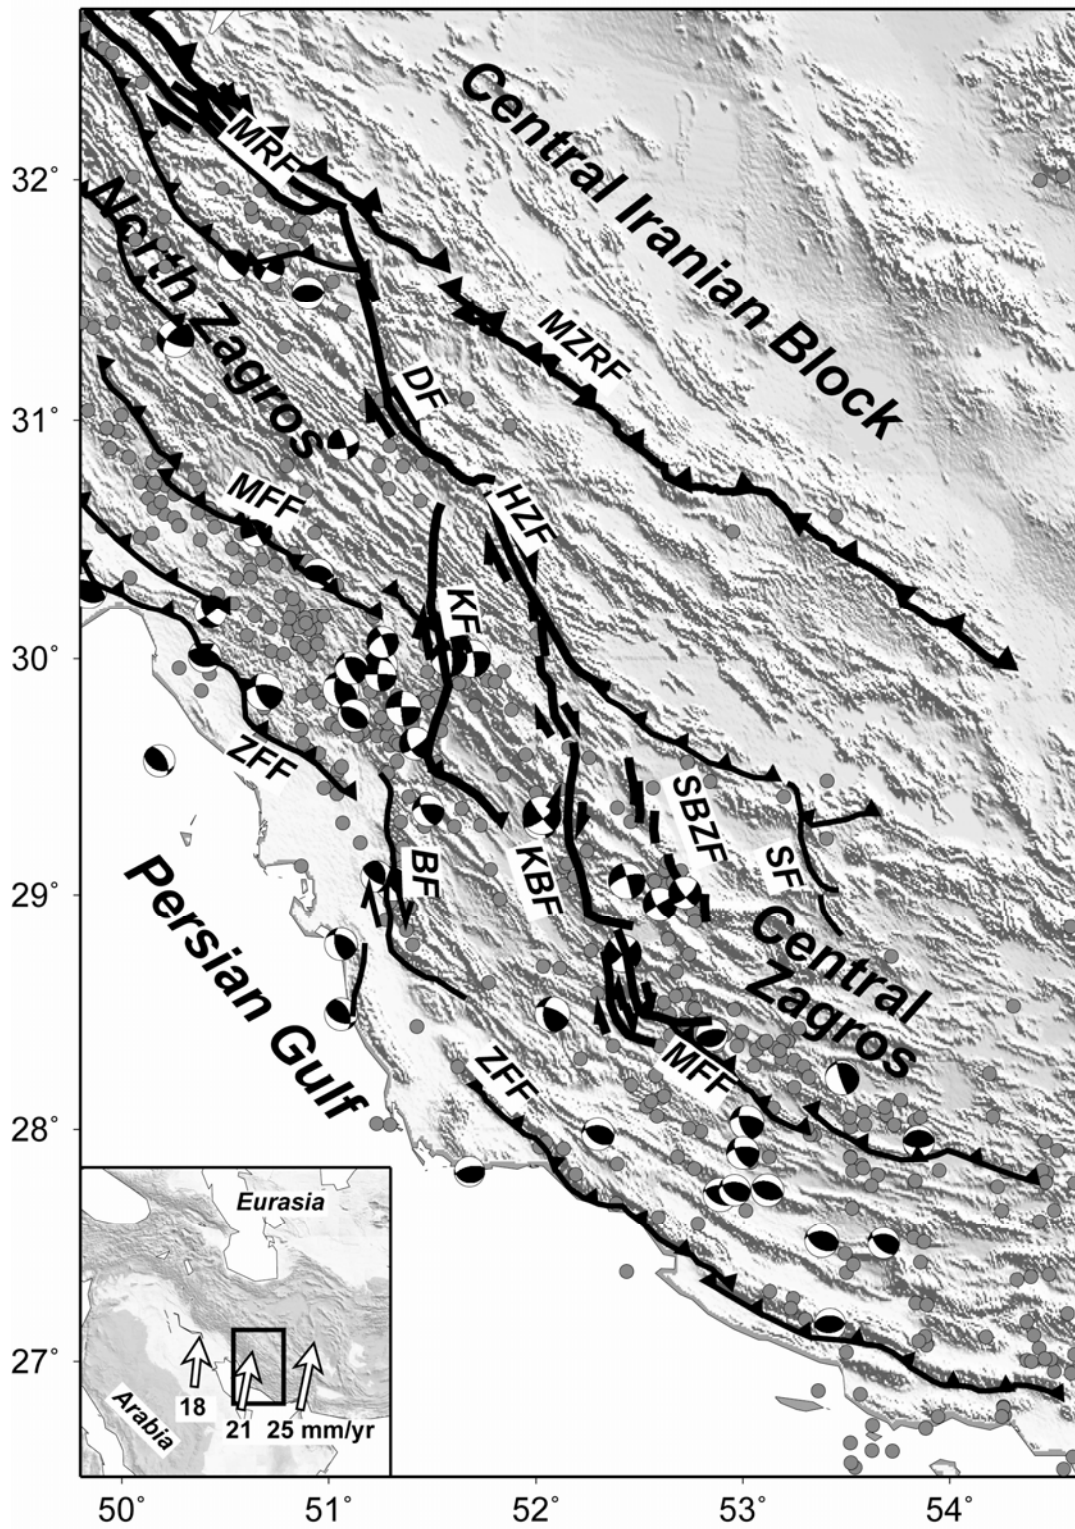 Central Iranian Block
MRF
32°
North Zagros
MZRF
DF
31°
MFF
HZF
KF
30°
ZFF
SBZF
SF
BF
KBF
29°
Persian Gulf
Central
Zagros
ZFF
MFF
28°
Eurasia
27°
18
Arabia
21
25 mm/yr
50°
51°
52°
53°
54°